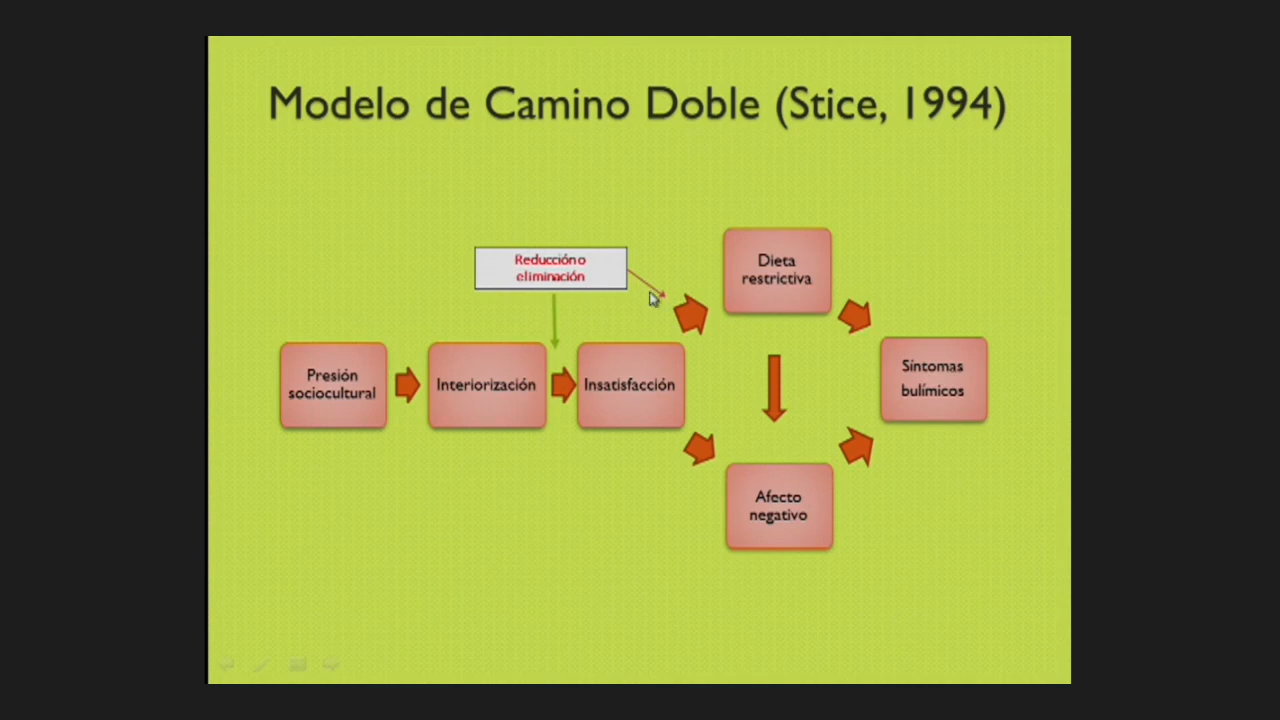 Modelo de Camino Doble (Stice, 1994)
Reducción o
eliminación
Dieta
restrictiva
Presión
sociocultural
Interiorización
Insatisfacción
Síntomas
bulímicos
Afecto
negativo